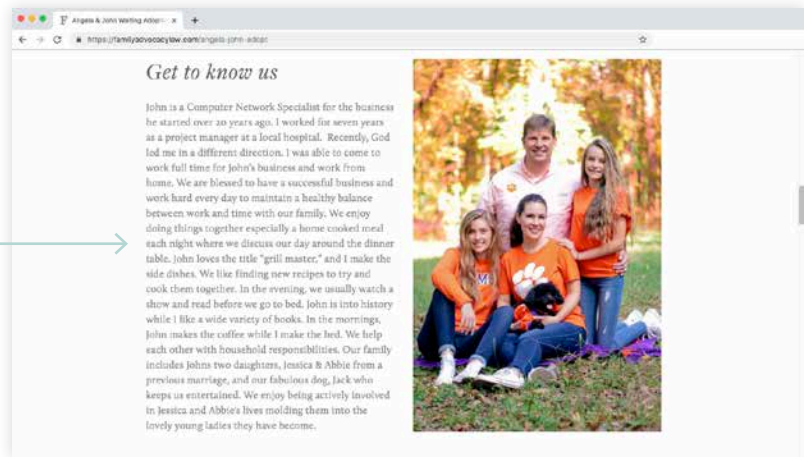 Angela & John Waiting Adopti
https://familyadvocacylaw.com/angela-john-adopt
Get to know us
John is a Computer Network Specialist for the business
he started over 20 years ago. I worked for seven years
as a project manager at a local hospital. Recently, God
led me in a different direction. I was able to come to
work full time for John's business and work from
home. We are blessed to have a successful business and
work hard every day to maintain a healthy balance
between work and time with our family. We enjoy
doing things together especially a home cooked meal
each night where we discuss our day around the dinner
table. John loves the title "grill master," and I make the
side dishes. We like finding new recipes to try and
cook them together. In the evening, we usually watch a
show and read before we go to bed. John is into history
while I like a wide variety of books. In the mornings,
John makes the coffee while I make the bed. We help
each other with household responsibilities. Our family
includes Johns two daughters, Jessica & Abbie from a
previous marriage, and our fabulous dog, Jack who
keeps us entertained. We enjoy being actively involved
in Jessica and Abbie's lives molding them into the
lovely young ladies they have become.